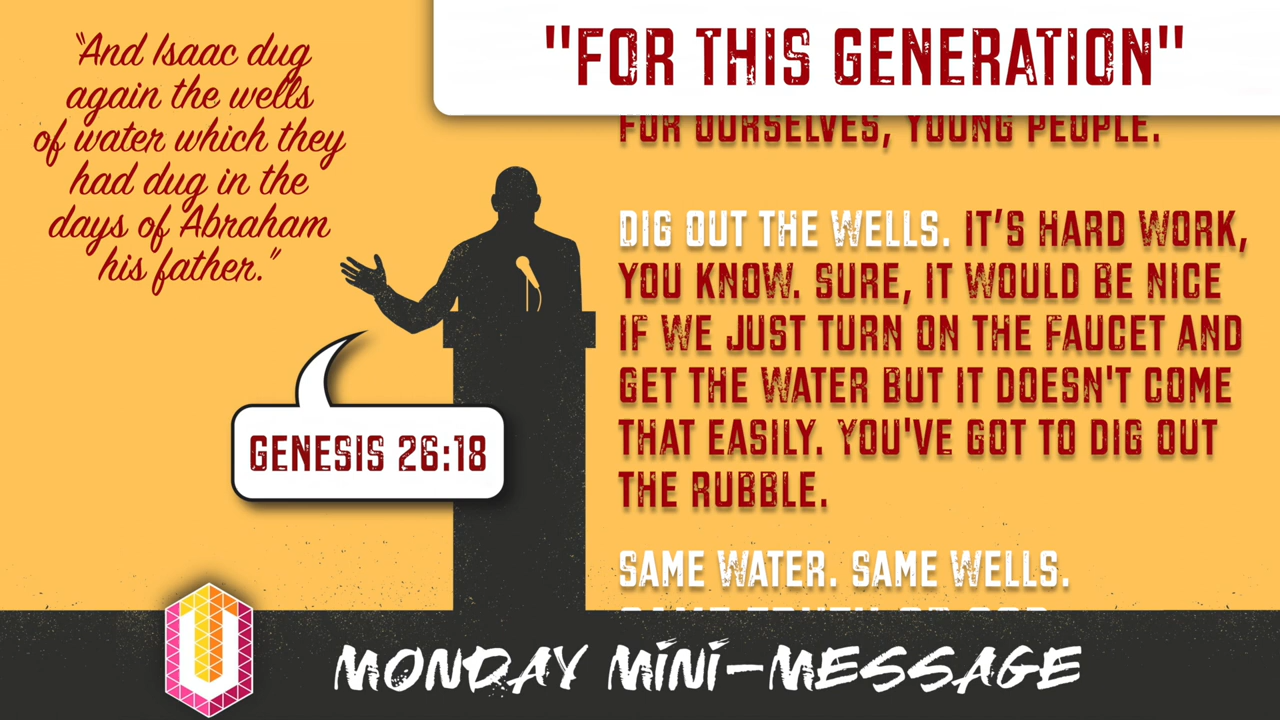 "FOR THIS GENERATION"
"And Isaac dug
again the wells
of water which they
had dug in the
days of Abraham
his father."
GENESIS 26:18
FOR OURSELVES, YOUNG PEOPLE.
DIG OUT THE WELLS. IT'S HARD WORK,
YOU KNOW. SURE, IT WOULD BE NICE
IF WE JUST TURN ON THE FAUCET AND
GET THE WATER BUT IT DOESN'T COME
THAT EASILY. YOU'VE GOT TO DIG OUT
THE RUBBLE.
SAME WATER. SAME WELLS.
U
MONDAY MINI-MESSAGE